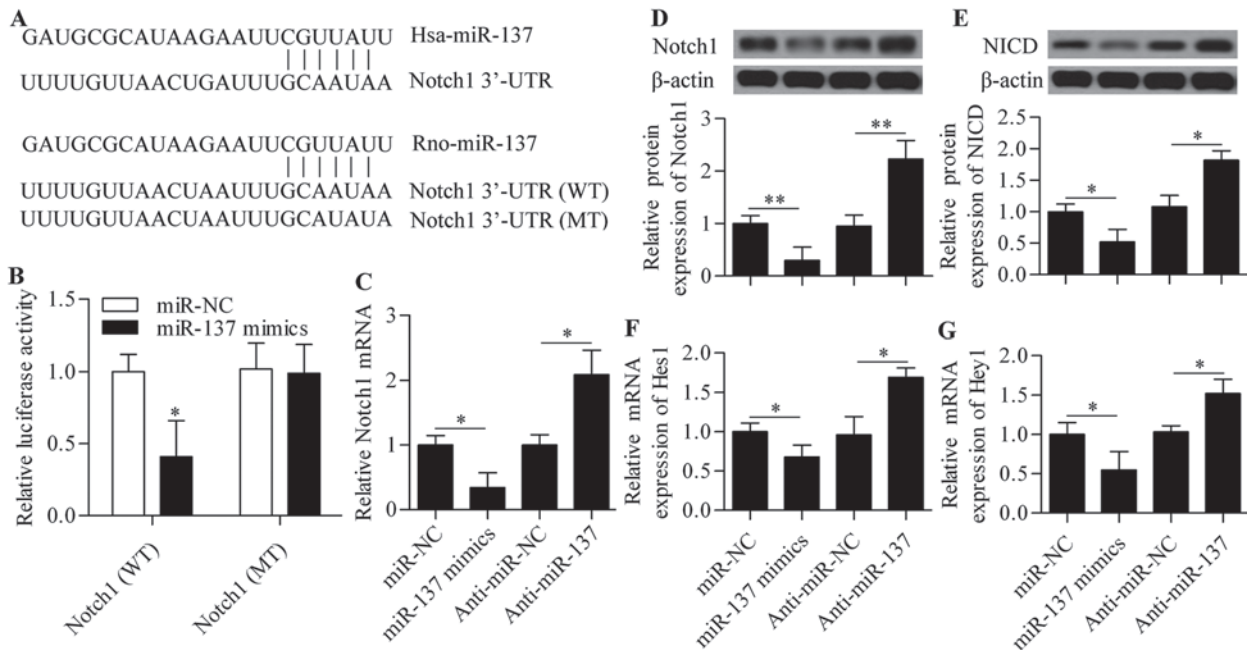 A
GAUGCGCAUAAGAAUUCGUUAUU Hsa-miR-137
UUUUGUUAACUGAUUUGCAAUAA Notch1 3’-UTR
GAUGCGCAUAAGAAUUCGUUAUU Rno-miR-137
UUUUGUUAACUAAUUUGCAAUAA Notch1 3’-UTR (WT)
UUUUGUUAACUAAUUUGCAUAUA Notch1 3’-UTR (MT)
B
miR-NC
miR-137 mimics
Relative luciferase activity
1.5
1.0
0.5
0.0
*
Notch1 (WT)
Notch1 (MT)
C
Relative Notch1 mRNA
3
2
1
0
*
*
miR-NC
miR-137 mimics
Anti-miR-NC
Anti-miR-137
D
Notch1
β-actin
Relative protein
expression of Notch1
3
2
1
0
**
**
E
NICD
β-actin
Relative protein
expression of NICD
2.0
1.5
1.0
0.5
0.0
*
*
F
Relative mRNA
expression of Hes1
2.0
1.5
1.0
0.5
0.0
*
*
miR-NC
miR-137 mimics
Anti-miR-NC
Anti-miR-137
G
Relative mRNA
expression of Hey1
2.0
1.5
1.0
0.5
0.0
*
*
miR-NC
miR-137 mimics
Anti-miR-NC
Anti-miR-137